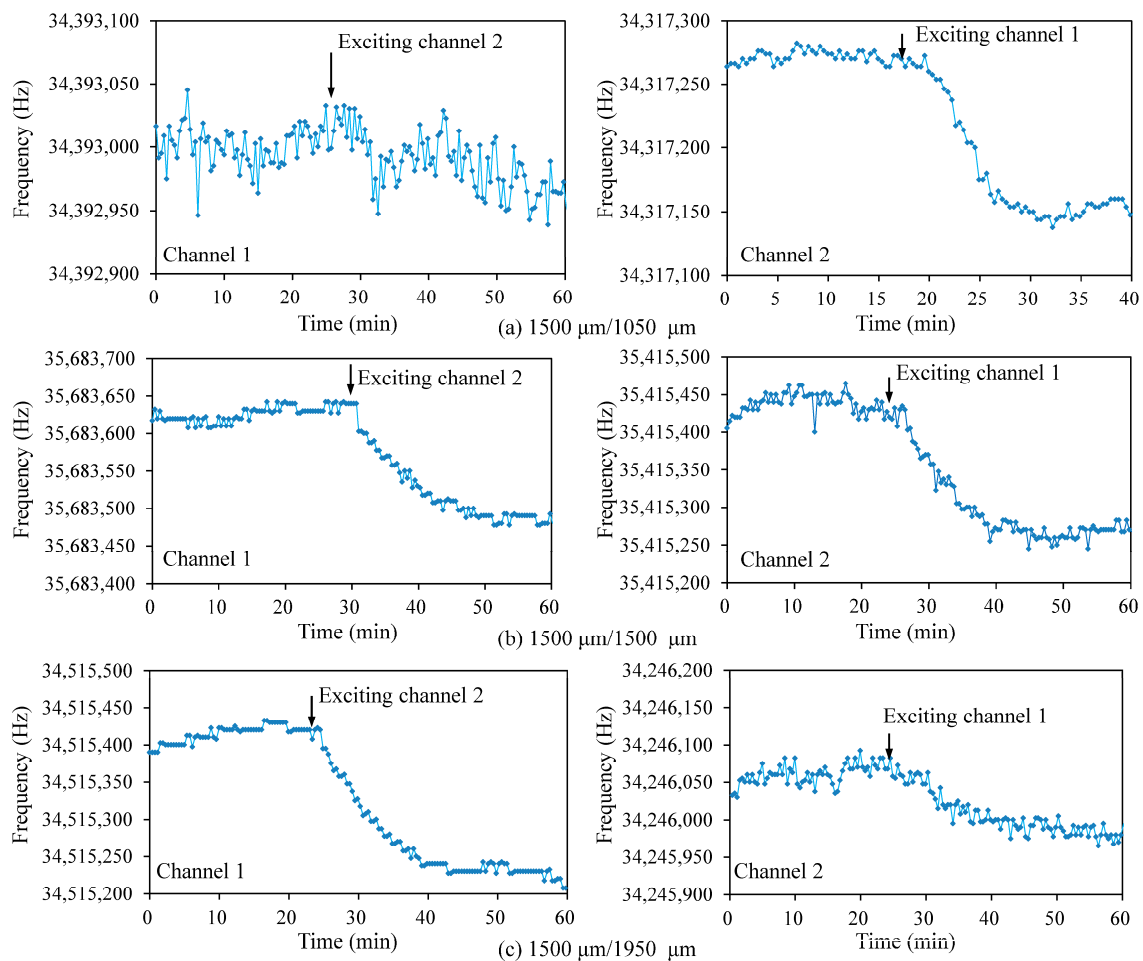 34,393,100
34,393,050
34,393,000
34,392,950
34,392,900
Frequency (Hz)
Exciting channel 2
Channel 1
0 10 20 30 40 50 60
Time (min)
34,317,300
34,317,250
34,317,200
34,317,150
34,317,100
Frequency (Hz)
Exciting channel 1
Channel 2
0 5 10 15 20 25 30 35 40
Time (min)
(a) 1500 μm/1050 μm
35,683,700
35,683,650
35,683,600
35,683,550
35,683,500
35,683,450
35,683,400
Frequency (Hz)
Exciting channel 2
Channel 1
0 10 20 30 40 50 60
Time (min)
35,415,500
35,415,450
35,415,400
35,415,350
35,415,300
35,415,250
35,415,200
Frequency (Hz)
Exciting channel 1
Channel 2
0 10 20 30 40 50 60
Time (min)
(b) 1500 μm/1500 μm
34,515,500
34,515,450
34,515,400
34,515,350
34,515,300
34,515,250
34,515,200
Frequency (Hz)
Exciting channel 2
Channel 1
0 10 20 30 40 50 60
Time (min)
34,246,200
34,246,150
34,246,100
34,246,050
34,246,000
34,245,950
34,245,900
Frequency (Hz)
Exciting channel 1
Channel 2
0 10 20 30 40 50 60
Time (min)
(c) 1500 μm/1950 μm